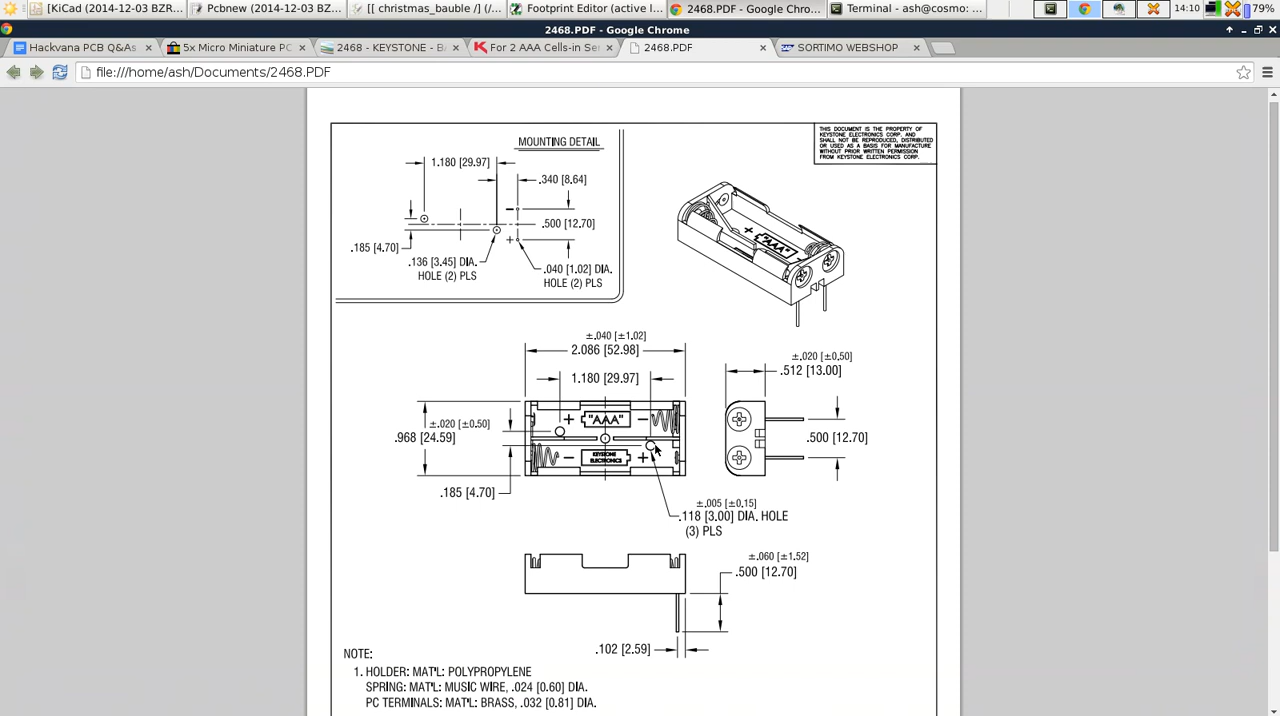 [KiCad (2014-12-03 BZR...
Pcbnew (2014-12-03 BZ...
[[ christmas_bauble /] (/...
Footprint Editor (active l...
2468.PDF - Google Chro...
Terminal - ash@cosmo: ...
14:10
79%
2468.PDF - Google Chrome
Hackvana PCB Q&As
5x Micro Miniature PC
2468 - KEYSTONE - B
For 2 AAA Cells-in Ser
2468.PDF
SORTIMO WEBSHOP
file:///home/ash/Documents/2468.PDF
THIS DOCUMENT IS THE PROPERTY OF
KEYSTONE ELECTRONICS CORP. AND
SHALL NOT BE REPRODUCED, DISTRIBUTED
OR USED AS A BASIS FOR MANUFACTURE
WITHOUT PRIOR WRITTEN PERMISSION
FROM KEYSTONE ELECTRONICS CORP.
MOUNTING DETAIL
1.180 [29.97]
.340 [8.64]
.500 [12.70]
.185 [4.70]
.136 [3.45] DIA.
HOLE (2) PLS
.040 [1.02] DIA.
HOLE (2) PLS
− +
+ "AAA"
±.040 [±1.02]
2.086 [52.98]
1.180 [29.97]
±.020 [±0.50]
.512 [13.00]
±.020 [±0.50]
.968 [24.59]
+ "AAA" −
− KEYSTONE ELECTRONICS +
.500 [12.70]
.185 [4.70]
±.005 [±0.15]
.118 [3.00] DIA. HOLE
(3) PLS
±.060 [±1.52]
.500 [12.70]
.102 [2.59]
NOTE:
1. HOLDER: MAT'L: POLYPROPYLENE
SPRING: MAT'L: MUSIC WIRE, .024 [0.60] DIA.
PC TERMINALS: MAT'L: BRASS, .032 [0.81] DIA.